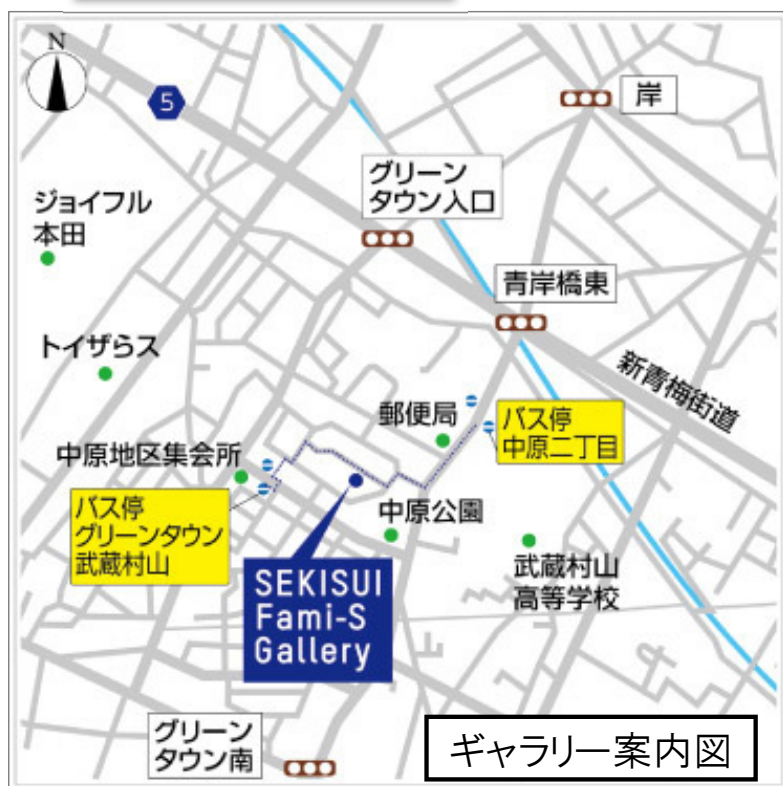 N
5
岸
グリーン
タウン入口
ジョイフル
本田
青岸橋東
トイザらス
新青梅街道
郵便局
バス停
中原二丁目
中原地区集会所
バス停
グリーンタウン
武蔵村山
中原公園
武蔵村山
高等学校
SEKISUI
Fami-S
Gallery
グリーン
タウン南
ギャラリー案内図